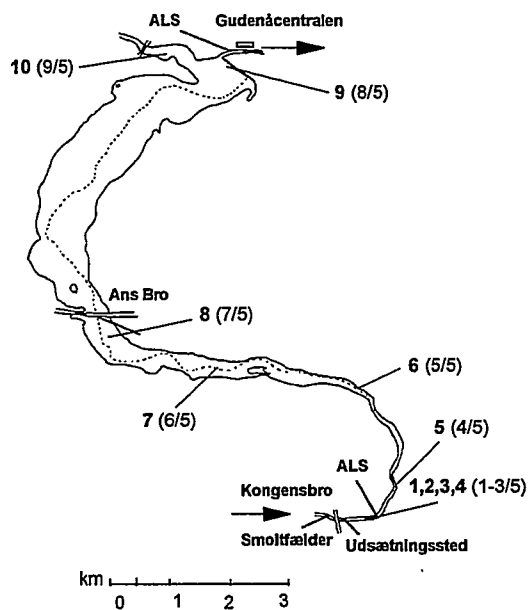 ALS
Gudenåcentralen
10 (9/5)
9 (8/5)
Ans Bro
8 (7/5)
6 (5/5)
7 (6/5)
5 (4/5)
ALS
1,2,3,4 (1-3/5)
Kongensbro
Smoltfælder
Udsætningssted
km
0 1 2 3